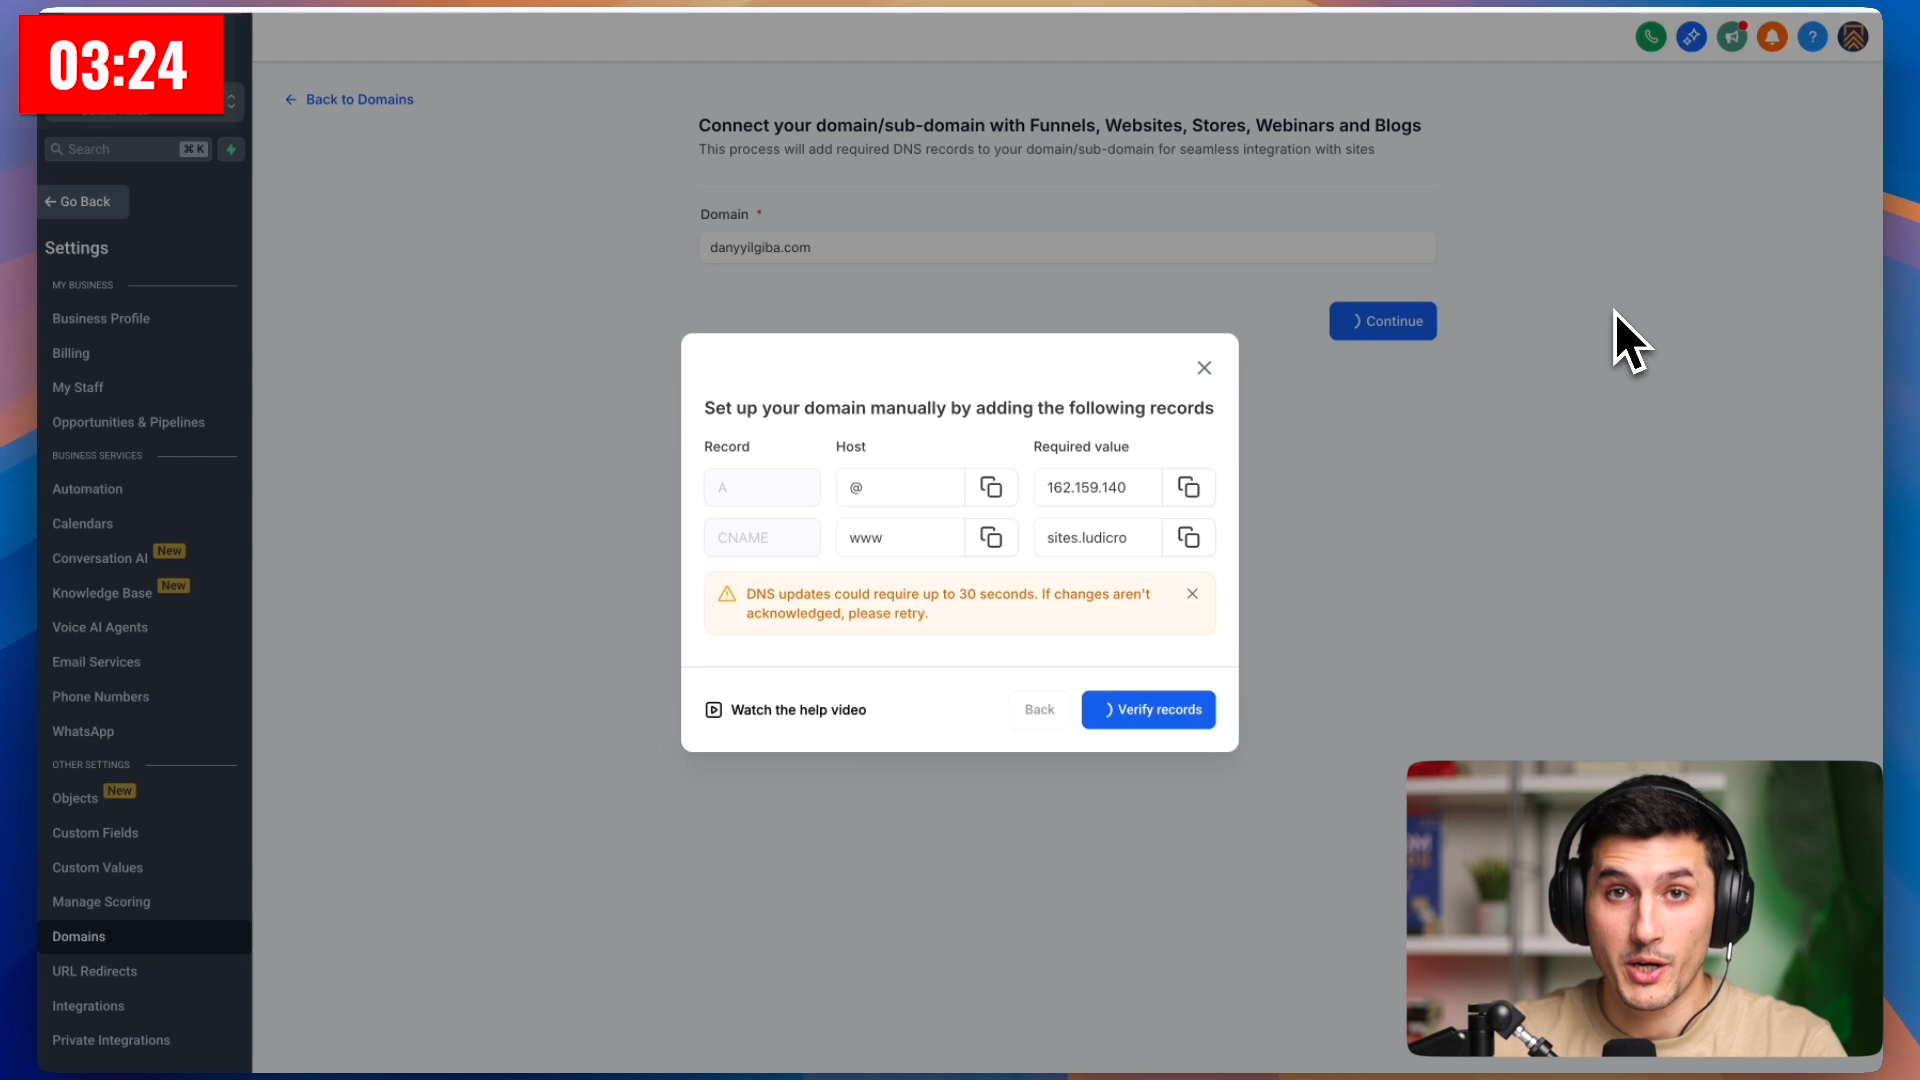 03:24
Search
⌘ K
← Go Back
Settings
MY BUSINESS
Business Profile
Billing
My Staff
Opportunities & Pipelines
BUSINESS SERVICES
Automation
Calendars
Conversation AI New
Knowledge Base New
Voice AI Agents
Email Services
Phone Numbers
WhatsApp
OTHER SETTINGS
Objects New
Custom Fields
Custom Values
Manage Scoring
Domains
URL Redirects
Integrations
Private Integrations
← Back to Domains
Connect your domain/sub-domain with Funnels, Websites, Stores, Webinars and Blogs
This process will add required DNS records to your domain/sub-domain for seamless integration with sites
Domain *
danyyilgiba.com
Continue
Set up your domain manually by adding the following records
Record Host Required value
A @ 162.159.140
CNAME www sites.ludicro
DNS updates could require up to 30 seconds. If changes aren't
acknowledged, please retry.
Watch the help video
Back
Verify records